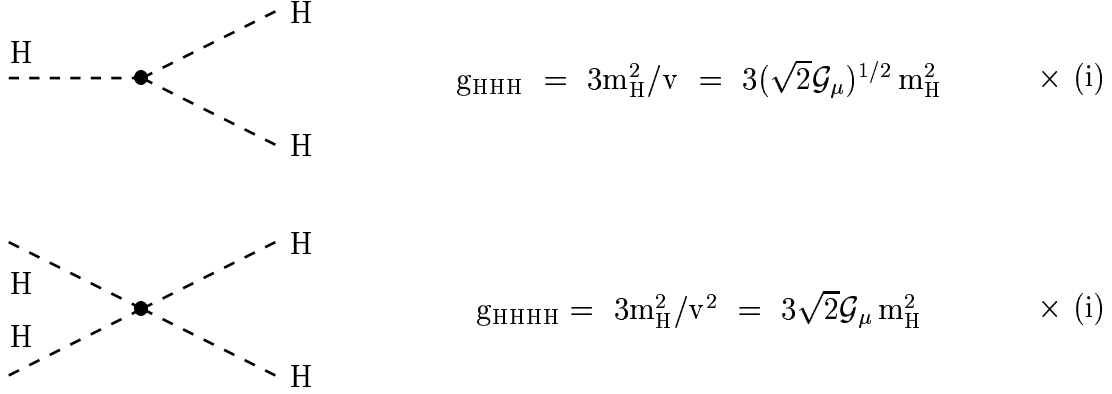 H
H
g_HHH = 3m_H^2/v = 3(√2𝒢_μ)^{1/2} m_H^2 × (i)
H
H
H
g_HHHH = 3m_H^2/v^2 = 3√2𝒢_μ m_H^2 × (i)
H
H